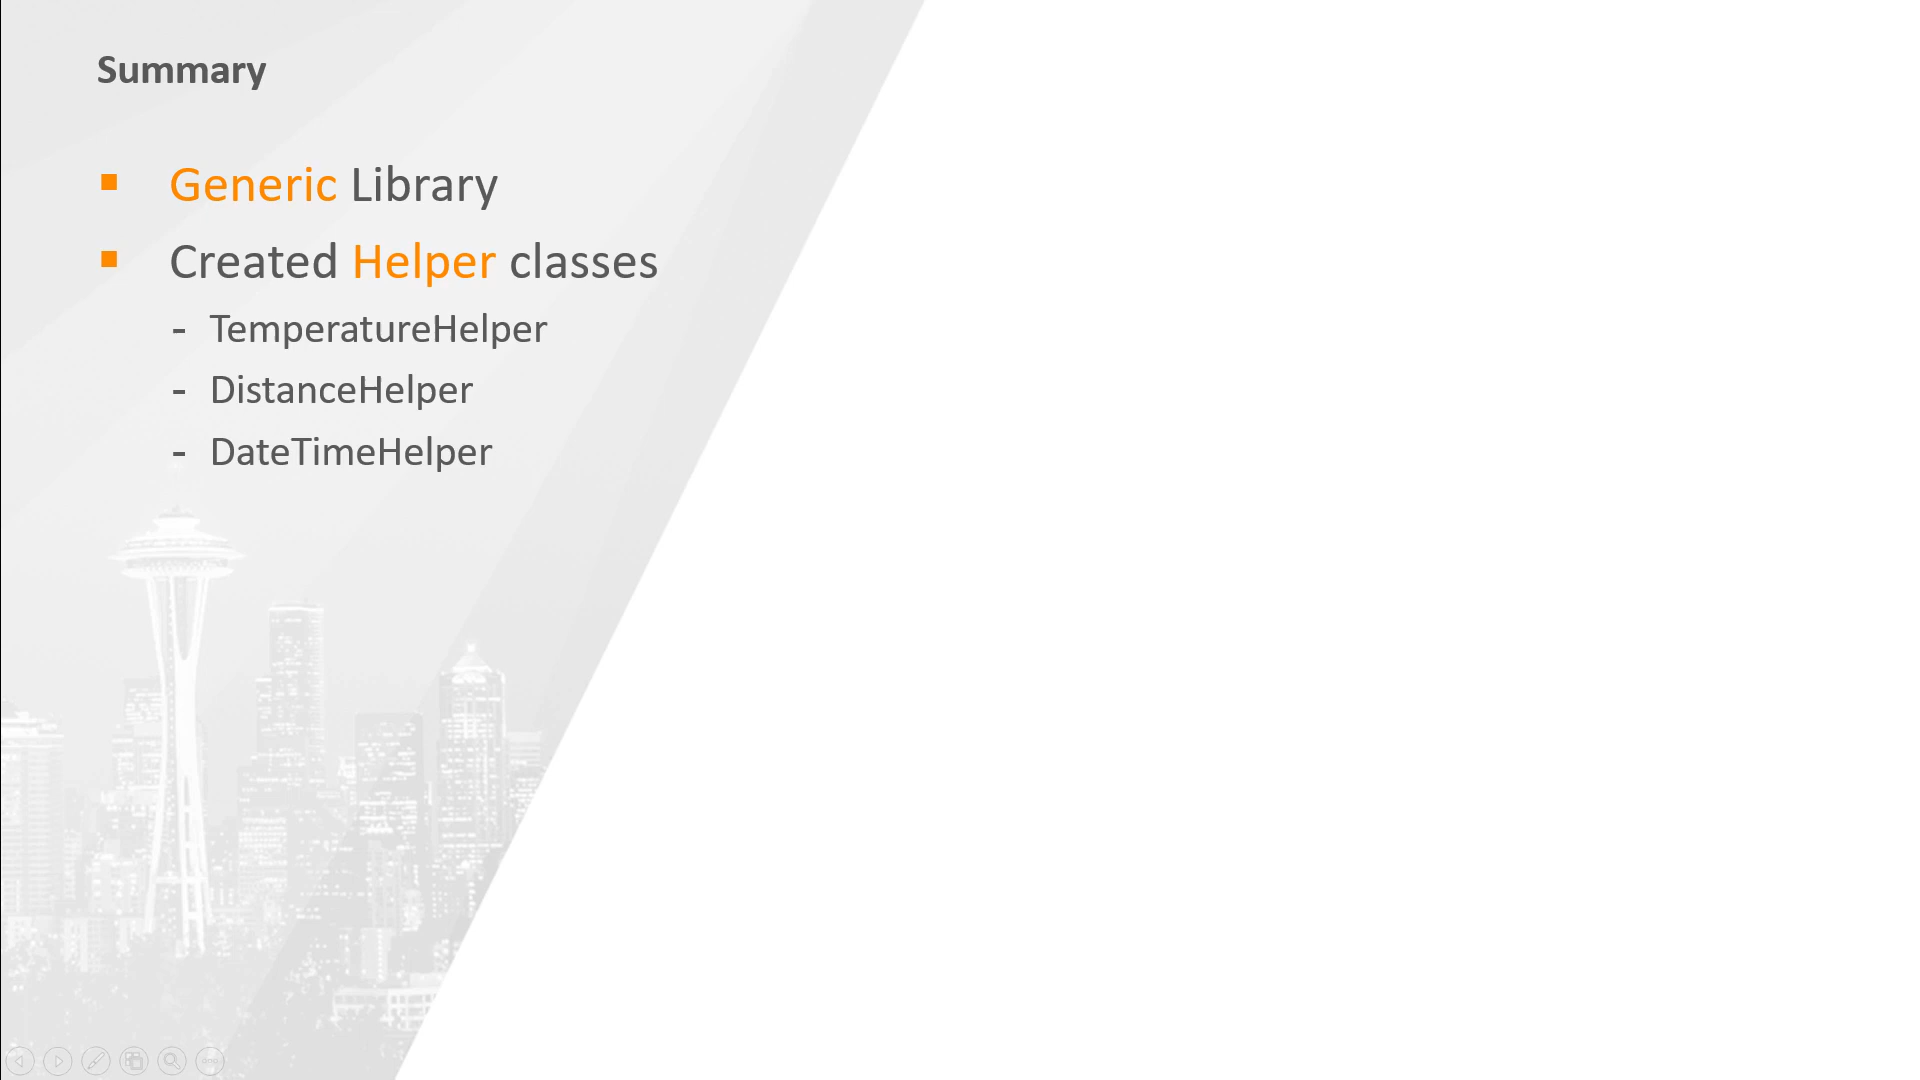 Summary
▪ Generic Library
▪ Created Helper classes
- TemperatureHelper
- DistanceHelper
- DateTimeHelper